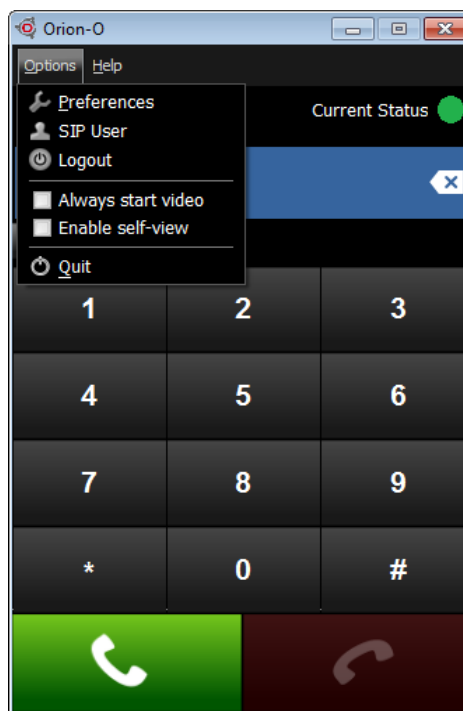 Orion-O
Options Help
Preferences
Current Status
SIP User
Logout
Always start video
Enable self-view
Quit
1 2 3
4 5 6
7 8 9
* 0 #